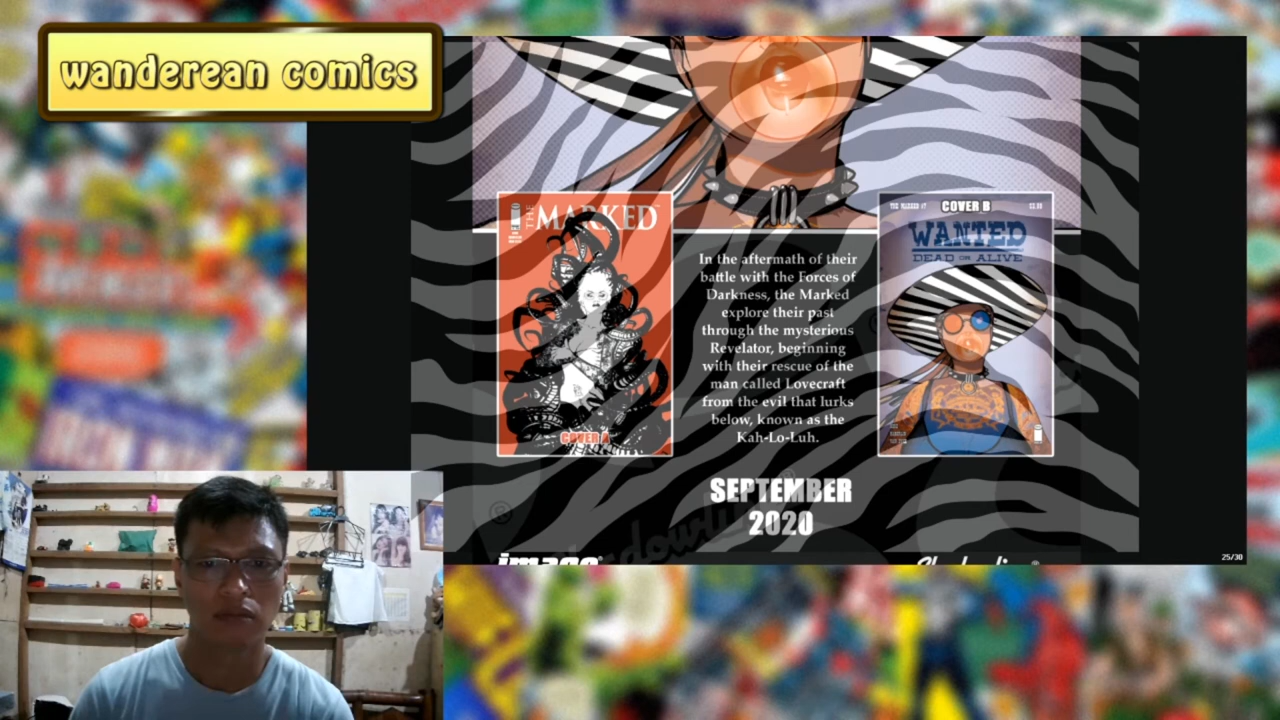 wanderean comics
THE MARKED
COVER A
In the aftermath of their
battle with the Forces of
Darkness, the Marked
explore their past
through the mysterious
Revelator, beginning
with their rescue of the
man called Lovecraft
from the evil that lurks
below, known as the
Kah-Lo-Luh.
COVER B
WANTED
DEAD OR ALIVE
SEPTEMBER
2020
image
25/30